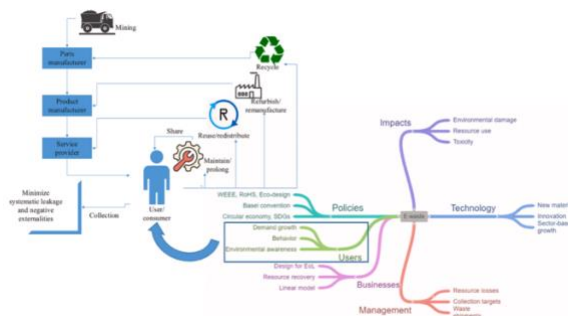 Mining
Parts
manufacturer
Recycle
Product
manufacturer
Refurbish/
remanufacture
R
Reuse/redistribute
Service
provider
Share
Maintain/
prolong
Minimize
systematic leakage
and negative
externalities
Collection
User/
consumer
Impacts
Environmental damage
Resource use
Toxicity
WEEE, RoHS, Eco-design
Basel convention
Circular economy, SDGs
Policies
E-waste
Technology
New mater
Innovation
Sector-bas
growth
Demand growth
Behavior
Environmental awareness
Users
Design for EoL
Resource recovery
Linear model
Businesses
Management
Resource losses
Collection targets
Waste